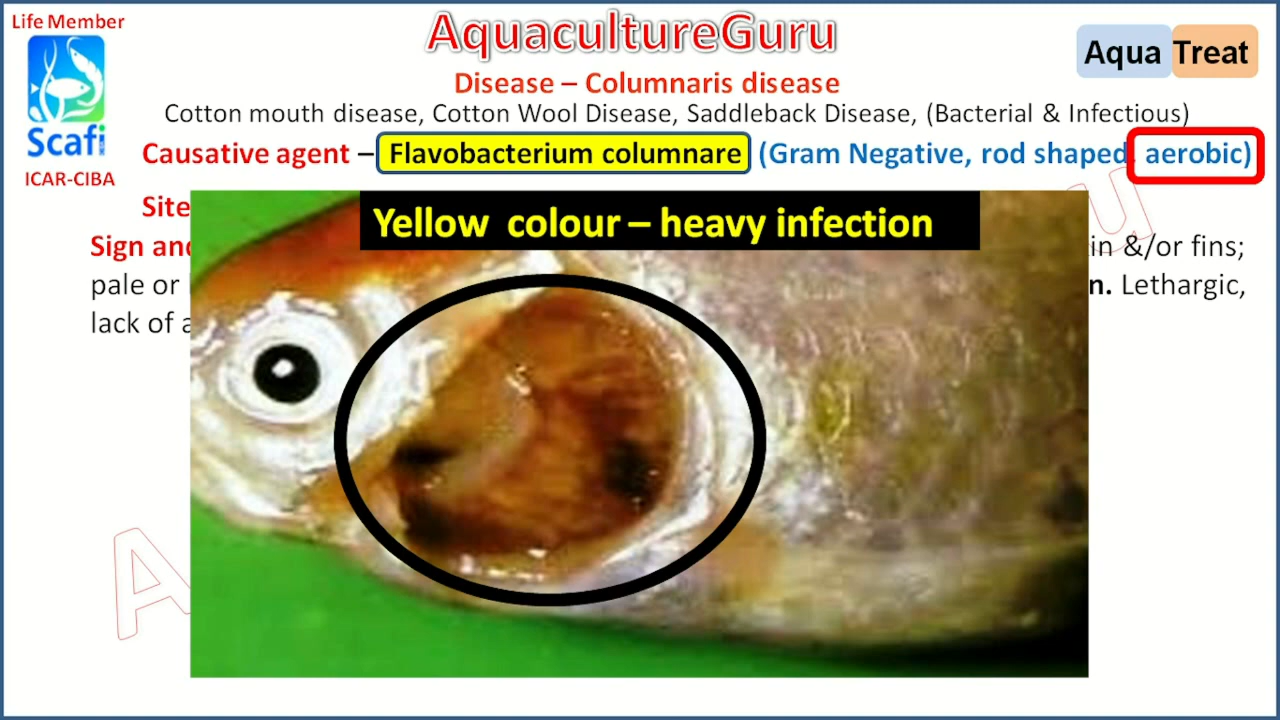 Life Member
AquacultureGuru
Aqua Treat
Scafi
ICAR-CIBA
Disease – Columnaris disease
Cotton mouth disease, Cotton Wool Disease, Saddleback Disease, (Bacterial & Infectious)
Causative agent – Flavobacterium columnare (Gram Negative, rod shaped, aerobic)
Site
Yellow colour – heavy infection
Sign &/or fins;
pale or Lethargic,
lack of